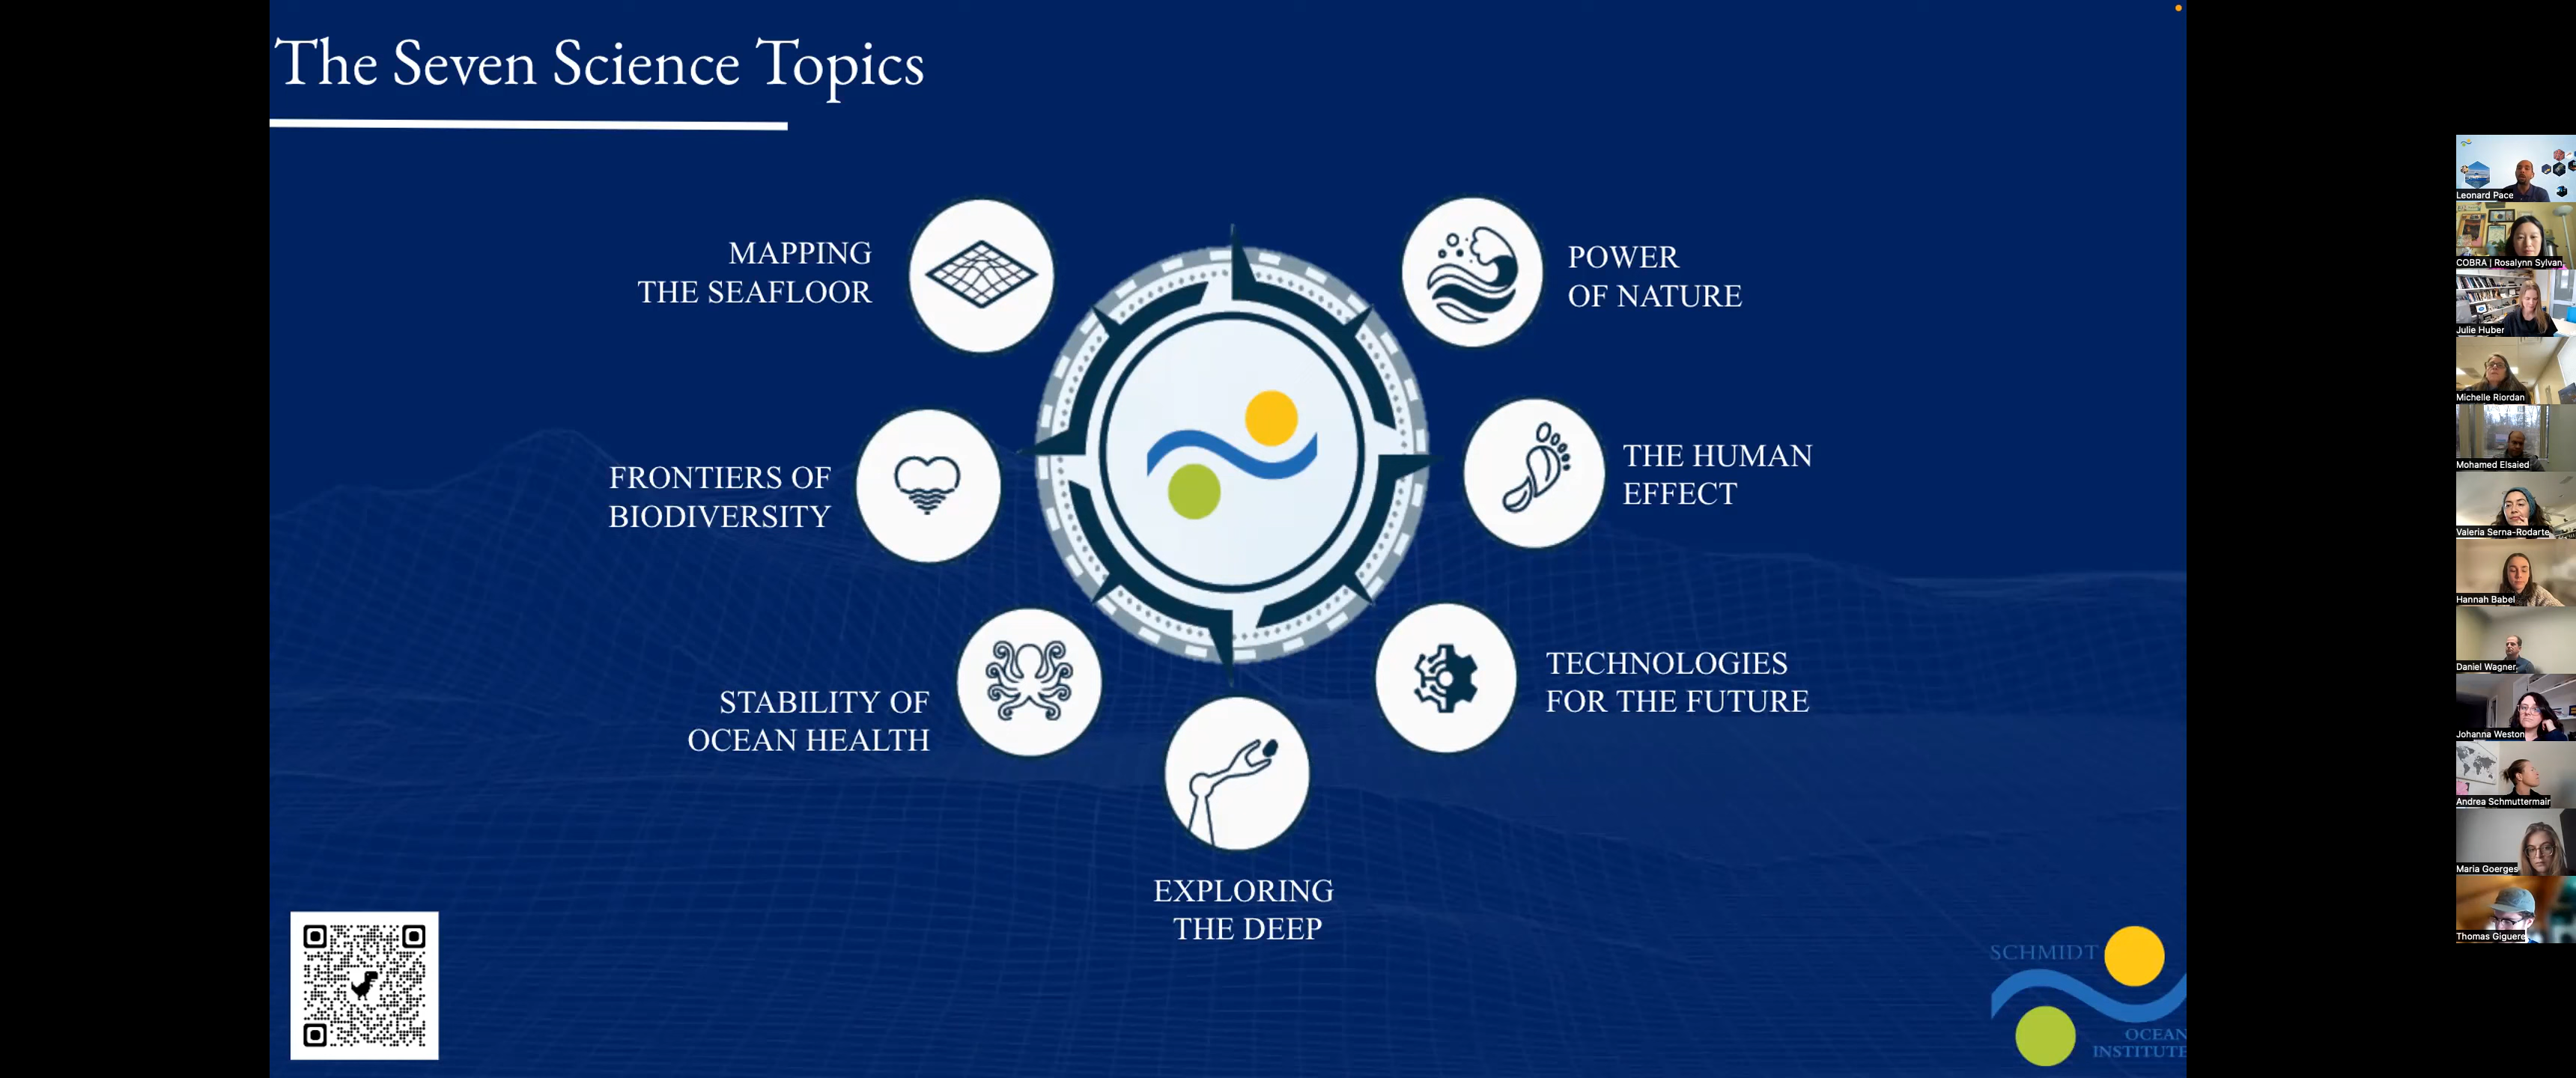 The Seven Science Topics
MAPPING
THE SEAFLOOR
POWER
OF NATURE
FRONTIERS OF
BIODIVERSITY
THE HUMAN
EFFECT
STABILITY OF
OCEAN HEALTH
TECHNOLOGIES
FOR THE FUTURE
EXPLORING
THE DEEP
SCHMIDT
OCEAN
INSTITUTE
Leonard Pace
COBRA | Rosalynn Sylvan
Julie Huber
Michelle Riordan
Mohamed Elsaied
Valeria Serna-Rodarte
Hannah Babel
Daniel Wagner
Johanna Weston
Andrea Schmuttermair
Maria Goerges
Thomas Giguere